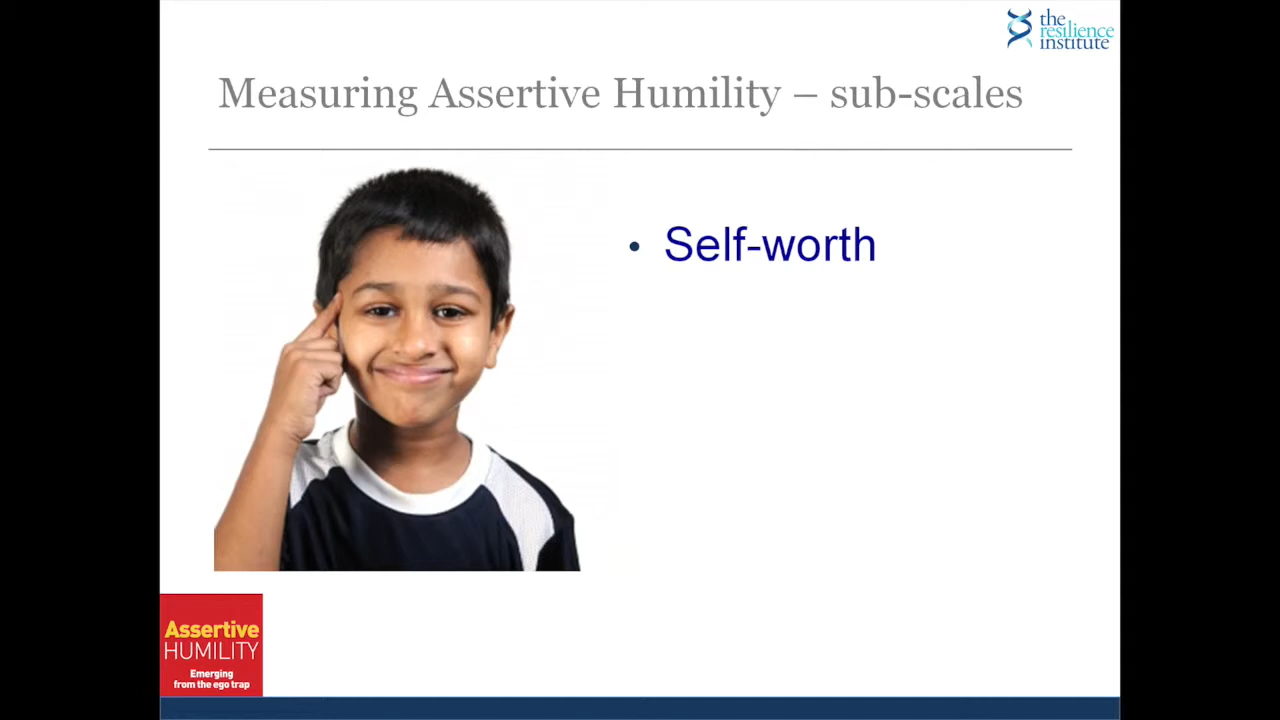 the
resilience
institute
Measuring Assertive Humility – sub-scales
• Self-worth
Assertive
HUMILITY
Emerging
from the ego trap